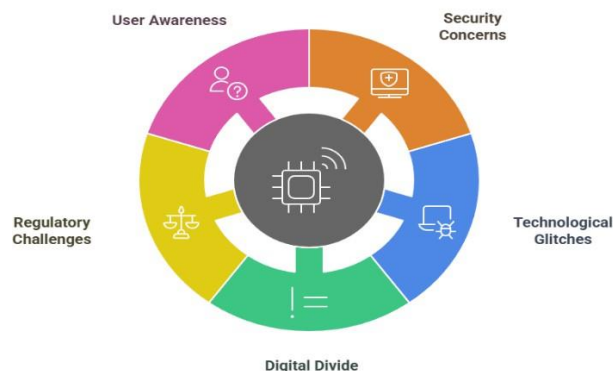 User Awareness
Security
Concerns
Regulatory
Challenges
Technological
Glitches
Digital Divide